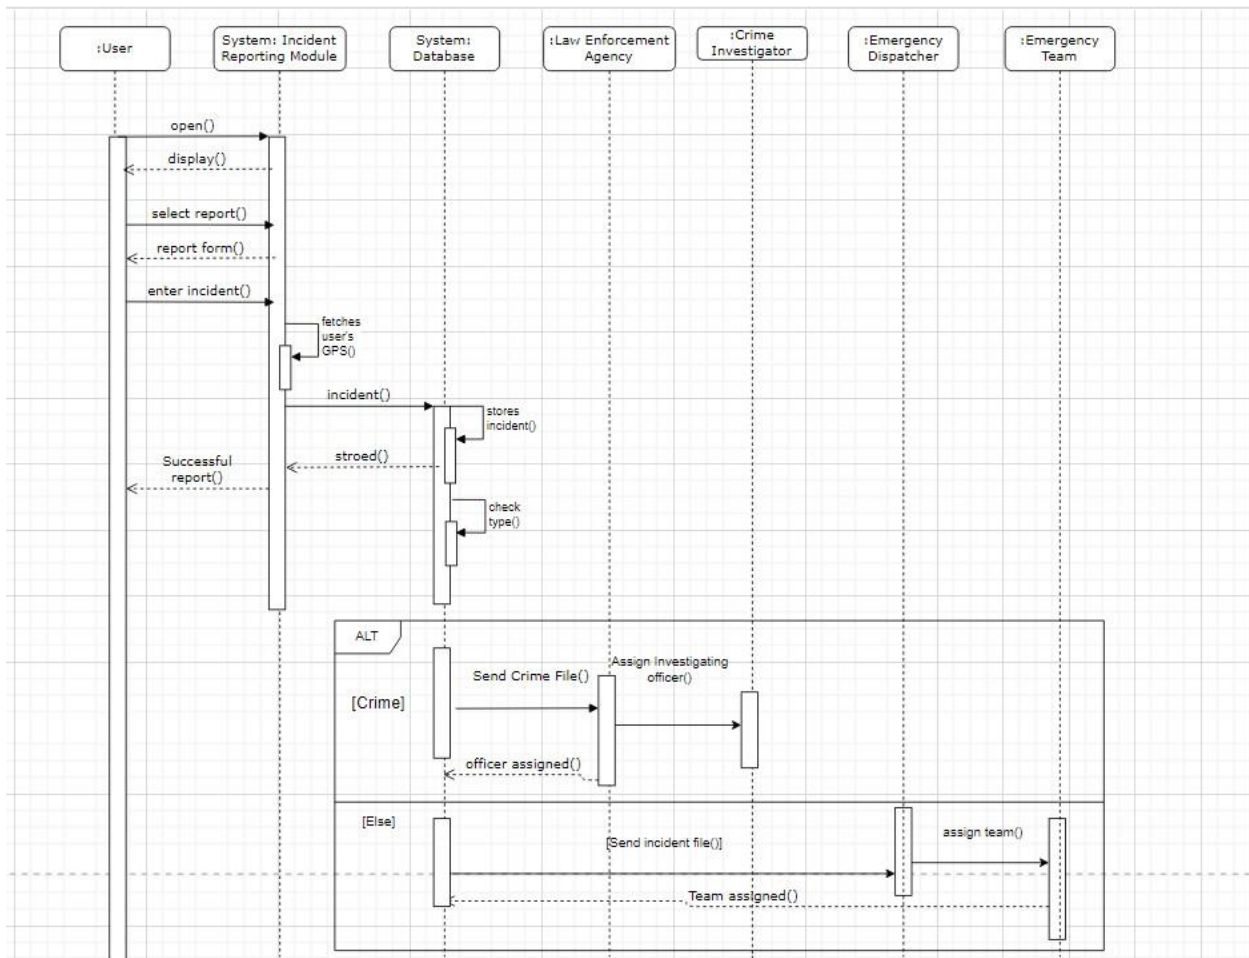 :User
System: Incident
Reporting Module
System:
Database
:Law Enforcement
Agency
:Crime
Investigator
:Emergency
Dispatcher
:Emergency
Team
open()
display()
select report()
report form()
enter incident()
fetches
user's
GPS()
incident()
stores
incident()
stroed()
Successful
report()
check
type()
ALT
[Crime]
Send Crime File()
Assign Investigating
officer()
officer assigned()
[Else]
[Send incident file()]
assign team()
Team assigned()